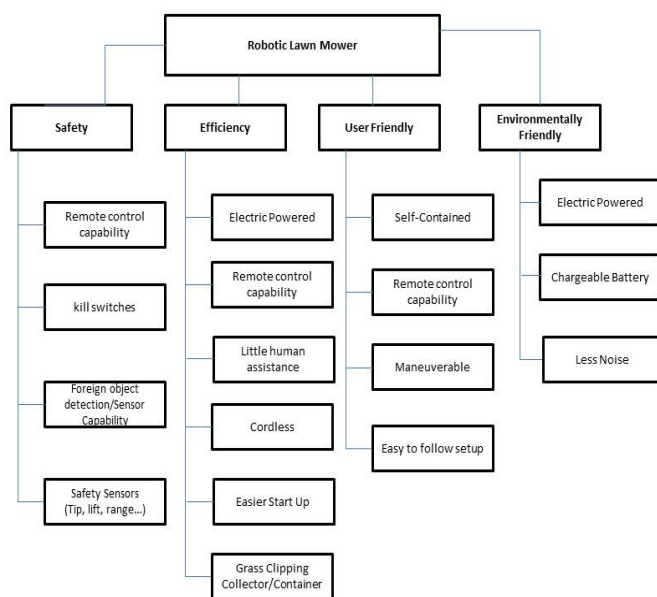 Robotic Lawn Mower
Safety
Efficiency
User Friendly
Environmentally
Friendly
Remote control
capability
kill switches
Foreign object
detection/Sensor
Capability
Safety Sensors
(Tip, lift, range...)
Electric Powered
Remote control
capability
Little human
assistance
Cordless
Easier Start Up
Grass Clipping
Collector/Container
Self-Contained
Remote control
capability
Maneuverable
Easy to follow setup
Electric Powered
Chargeable Battery
Less Noise